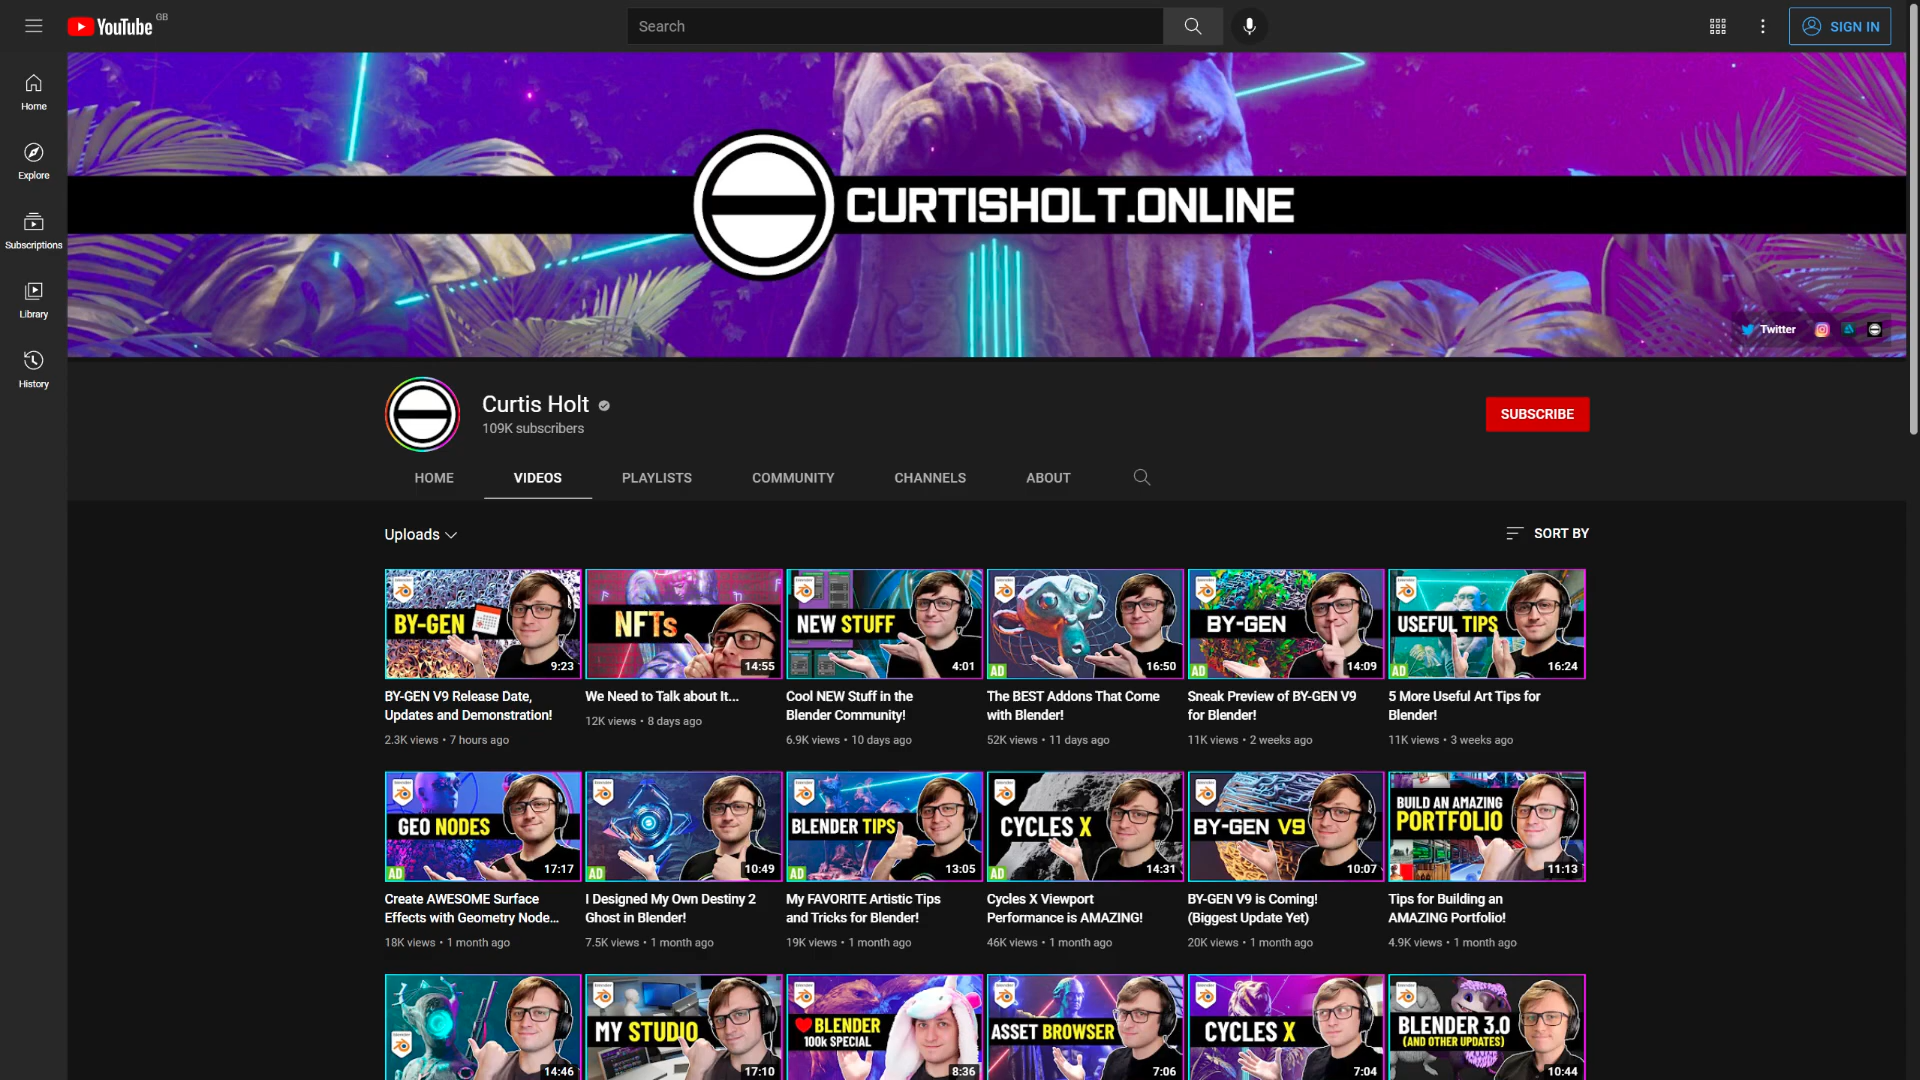 YouTube GB
Search
SIGN IN
Home
Explore
Subscriptions
Library
History
CURTISHOLT.ONLINE
Twitter
Curtis Holt
109K subscribers
SUBSCRIBE
HOME VIDEOS PLAYLISTS COMMUNITY CHANNELS ABOUT
Uploads
SORT BY
BY-GEN
9:23
NFTs
14:55
NEW STUFF
4:01
AD
16:50
BY-GEN
AD
14:09
USEFUL TIPS
AD
16:24
BY-GEN V9 Release Date,
Updates and Demonstration!
2.3K views • 7 hours ago
We Need to Talk about It...
12K views • 8 days ago
Cool NEW Stuff in the
Blender Community!
6.9K views • 10 days ago
The BEST Addons That Come
with Blender!
52K views • 11 days ago
Sneak Preview of BY-GEN V9
for Blender!
11K views • 2 weeks ago
5 More Useful Art Tips for
Blender!
11K views • 3 weeks ago
GEO NODES
AD
17:17
AD
10:49
BLENDER TIPS
AD
13:05
CYCLES X
AD
14:31
BY-GEN V9
10:07
BUILD AN AMAZING
PORTFOLIO
11:13
Create AWESOME Surface
Effects with Geometry Node...
18K views • 1 month ago
I Designed My Own Destiny 2
Ghost in Blender!
7.5K views • 1 month ago
My FAVORITE Artistic Tips
and Tricks for Blender!
19K views • 1 month ago
Cycles X Viewport
Performance is AMAZING!
46K views • 1 month ago
BY-GEN V9 is Coming!
(Biggest Update Yet)
20K views • 1 month ago
Tips for Building an
AMAZING Portfolio!
4.9K views • 1 month ago
14:46
MY STUDIO
17:10
BLENDER
100k SPECIAL
8:36
ASSET BROWSER
7:06
CYCLES X
7:04
BLENDER 3.0
(AND OTHER UPDATES)
10:44